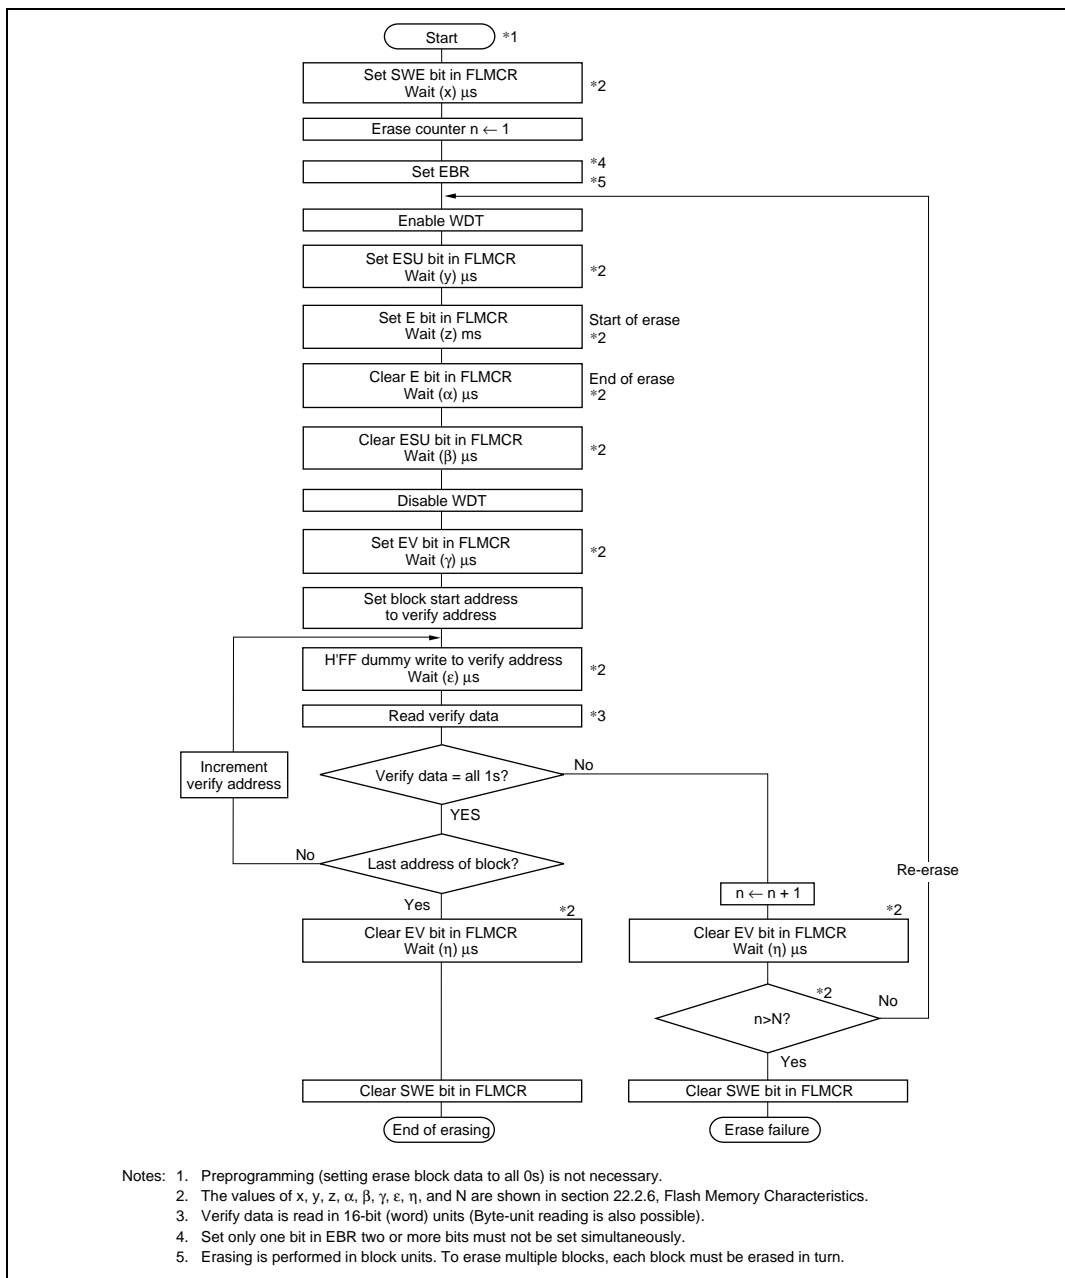 Start *1
Set SWE bit in FLMCR
Wait (x) μs
*2
Erase counter n ← 1
Set EBR
*4
*5
Enable WDT
Set ESU bit in FLMCR
Wait (y) μs
*2
Set E bit in FLMCR
Wait (z) ms
Start of erase
*2
Clear E bit in FLMCR
Wait (α) μs
End of erase
*2
Clear ESU bit in FLMCR
Wait (β) μs
*2
Disable WDT
Set EV bit in FLMCR
Wait (γ) μs
*2
Set block start address
to verify address
H'FF dummy write to verify address
Wait (ε) μs
*2
Read verify data
*3
Increment
verify address
Verify data = all 1s?
No
YES
Last address of block?
No
Yes
Re-erase
n ← n + 1
*2
Clear EV bit in FLMCR
Wait (η) μs
*2
Clear EV bit in FLMCR
Wait (η) μs
*2
n>N?
No
Yes
Clear SWE bit in FLMCR
Clear SWE bit in FLMCR
End of erasing
Erase failure
Notes: 1. Preprogramming (setting erase block data to all 0s) is not necessary.
2. The values of x, y, z, α, β, γ, ε, η, and N are shown in section 22.2.6, Flash Memory Characteristics.
3. Verify data is read in 16-bit (word) units (Byte-unit reading is also possible).
4. Set only one bit in EBR two or more bits must not be set simultaneously.
5. Erasing is performed in block units. To erase multiple blocks, each block must be erased in turn.